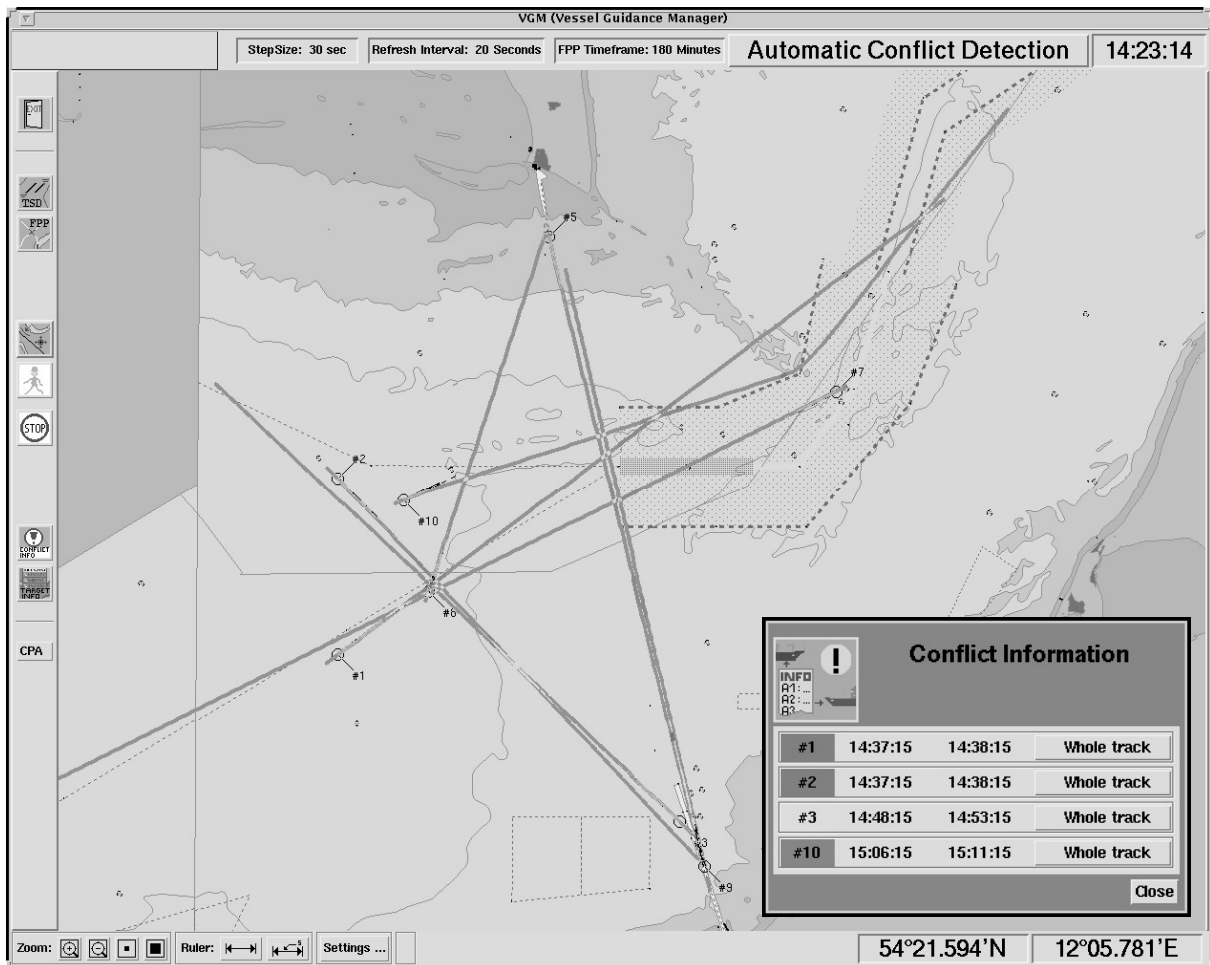 VGM (Vessel Guidance Manager)
StepSize: 30 sec
Refresh Interval: 20 Seconds
FPP Timeframe: 180 Minutes
Automatic Conflict Detection
14:23:14
EXIT
TSD
FPP
STOP
CONFLICT
INFO
TARGET
INFO
CPA
#5
#7
#2
#10
#6
#1
#9
Conflict Information
INFO
A1:...
A2:...
A3
#1 14:37:15 14:38:15 Whole track
#2 14:37:15 14:38:15 Whole track
#3 14:48:15 14:53:15 Whole track
#10 15:06:15 15:11:15 Whole track
Close
Zoom:
Ruler:
Settings ...
54°21.594'N
12°05.781'E